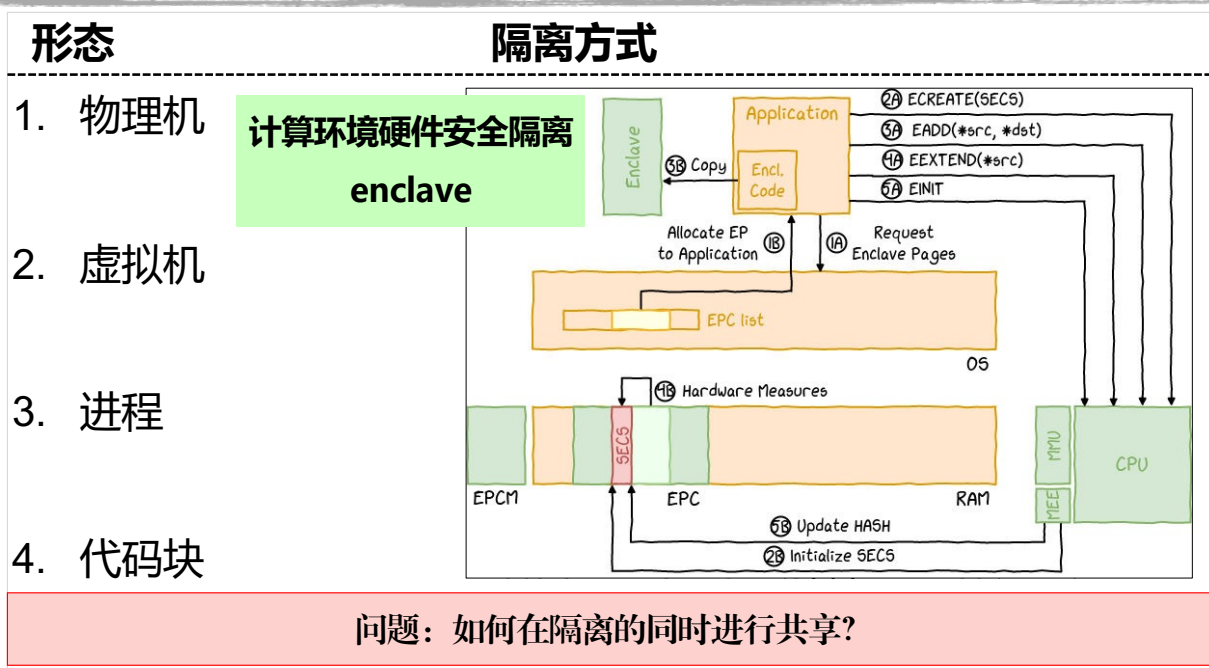 形态
隔离方式
1. 物理机
计算环境硬件安全隔离
enclave
2. 虚拟机
3. 进程
4. 代码块
Enclave
3B Copy
Application
Encl.
Code
2A ECREATE(SECS)
3A EADD(*src, *dst)
4A EEXTEND(*src)
5A EINIT
Allocate EP
to Application
1B
1A
Request
Enclave Pages
EPC list
OS
4B Hardware Measures
SECS
EPCM
EPC
RAM
MMU
MEE
CPU
5B Update HASH
2B Initialize SECS
问题：如何在隔离的同时进行共享?